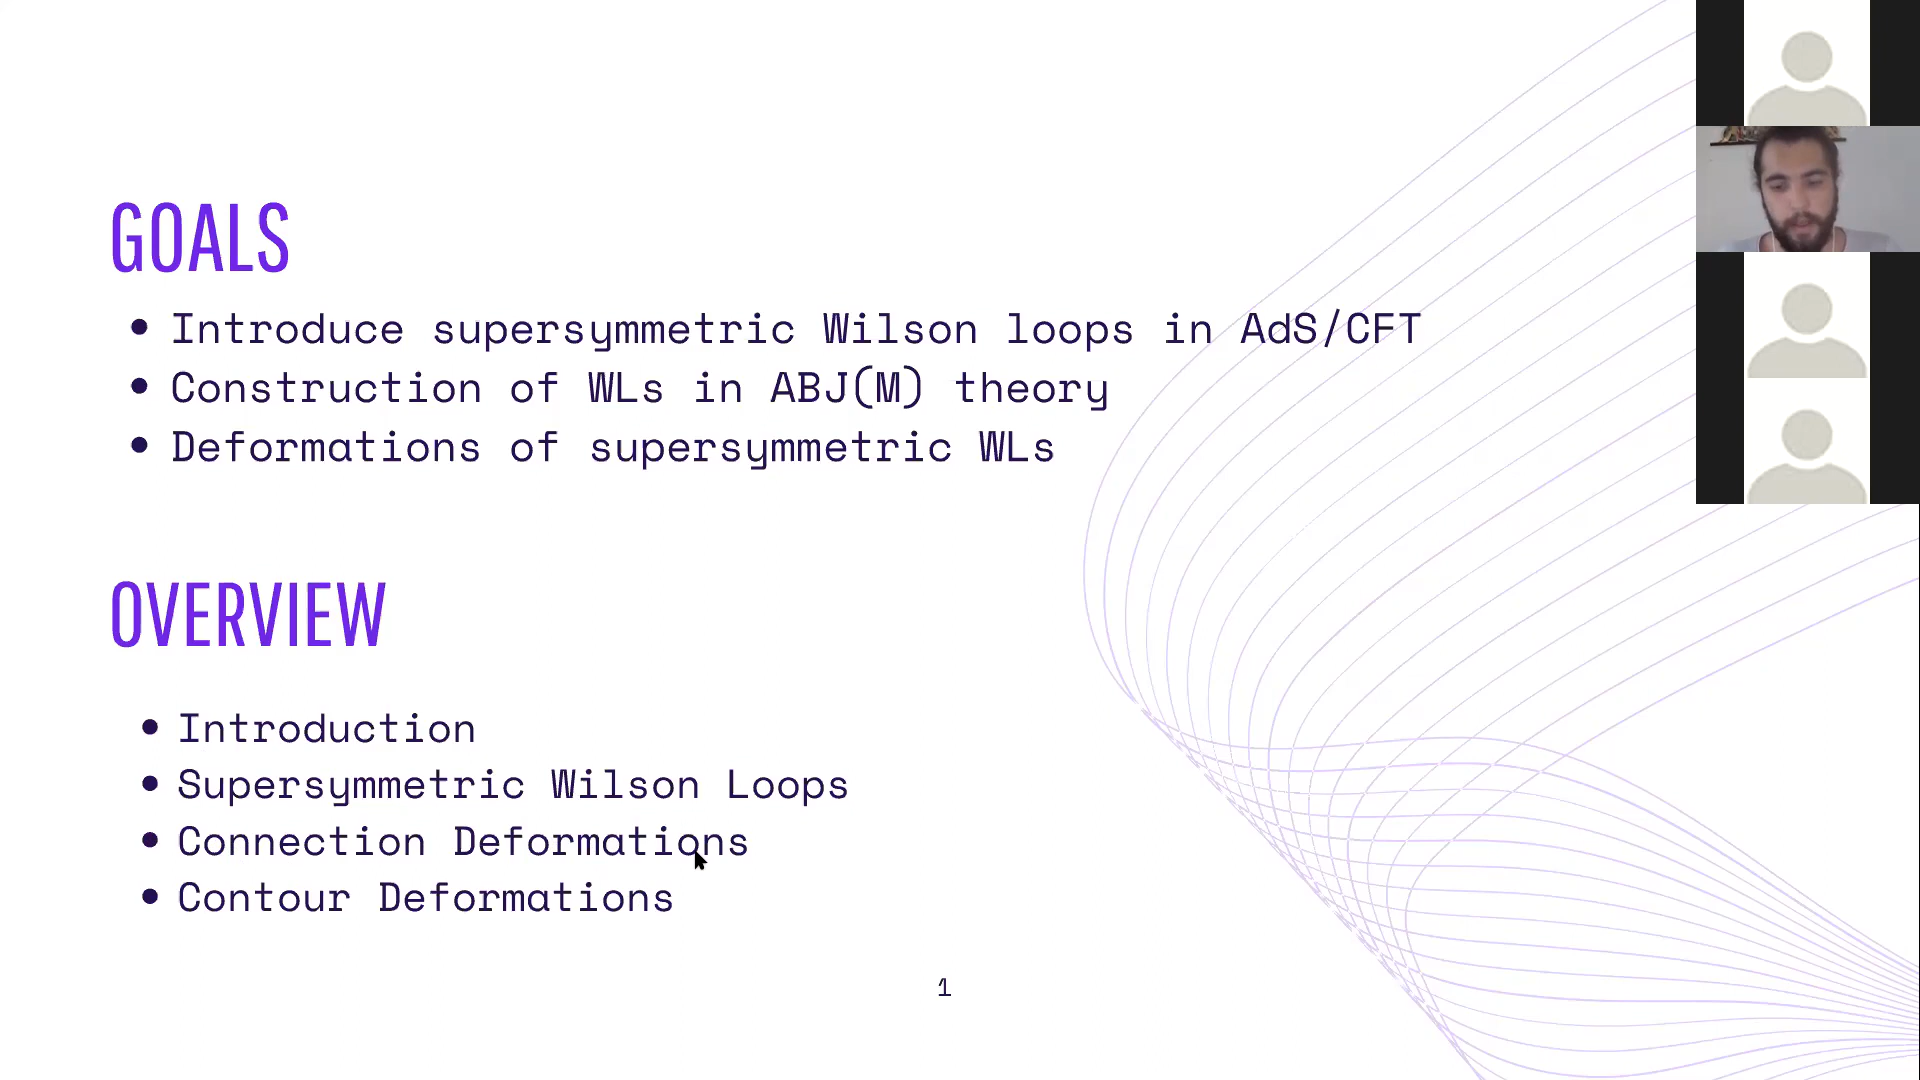 GOALS
• Introduce supersymmetric Wilson loops in AdS/CFT
• Construction of WLs in ABJ(M) theory
• Deformations of supersymmetric WLs
OVERVIEW
• Introduction
• Supersymmetric Wilson Loops
• Connection Deformations
• Contour Deformations
1